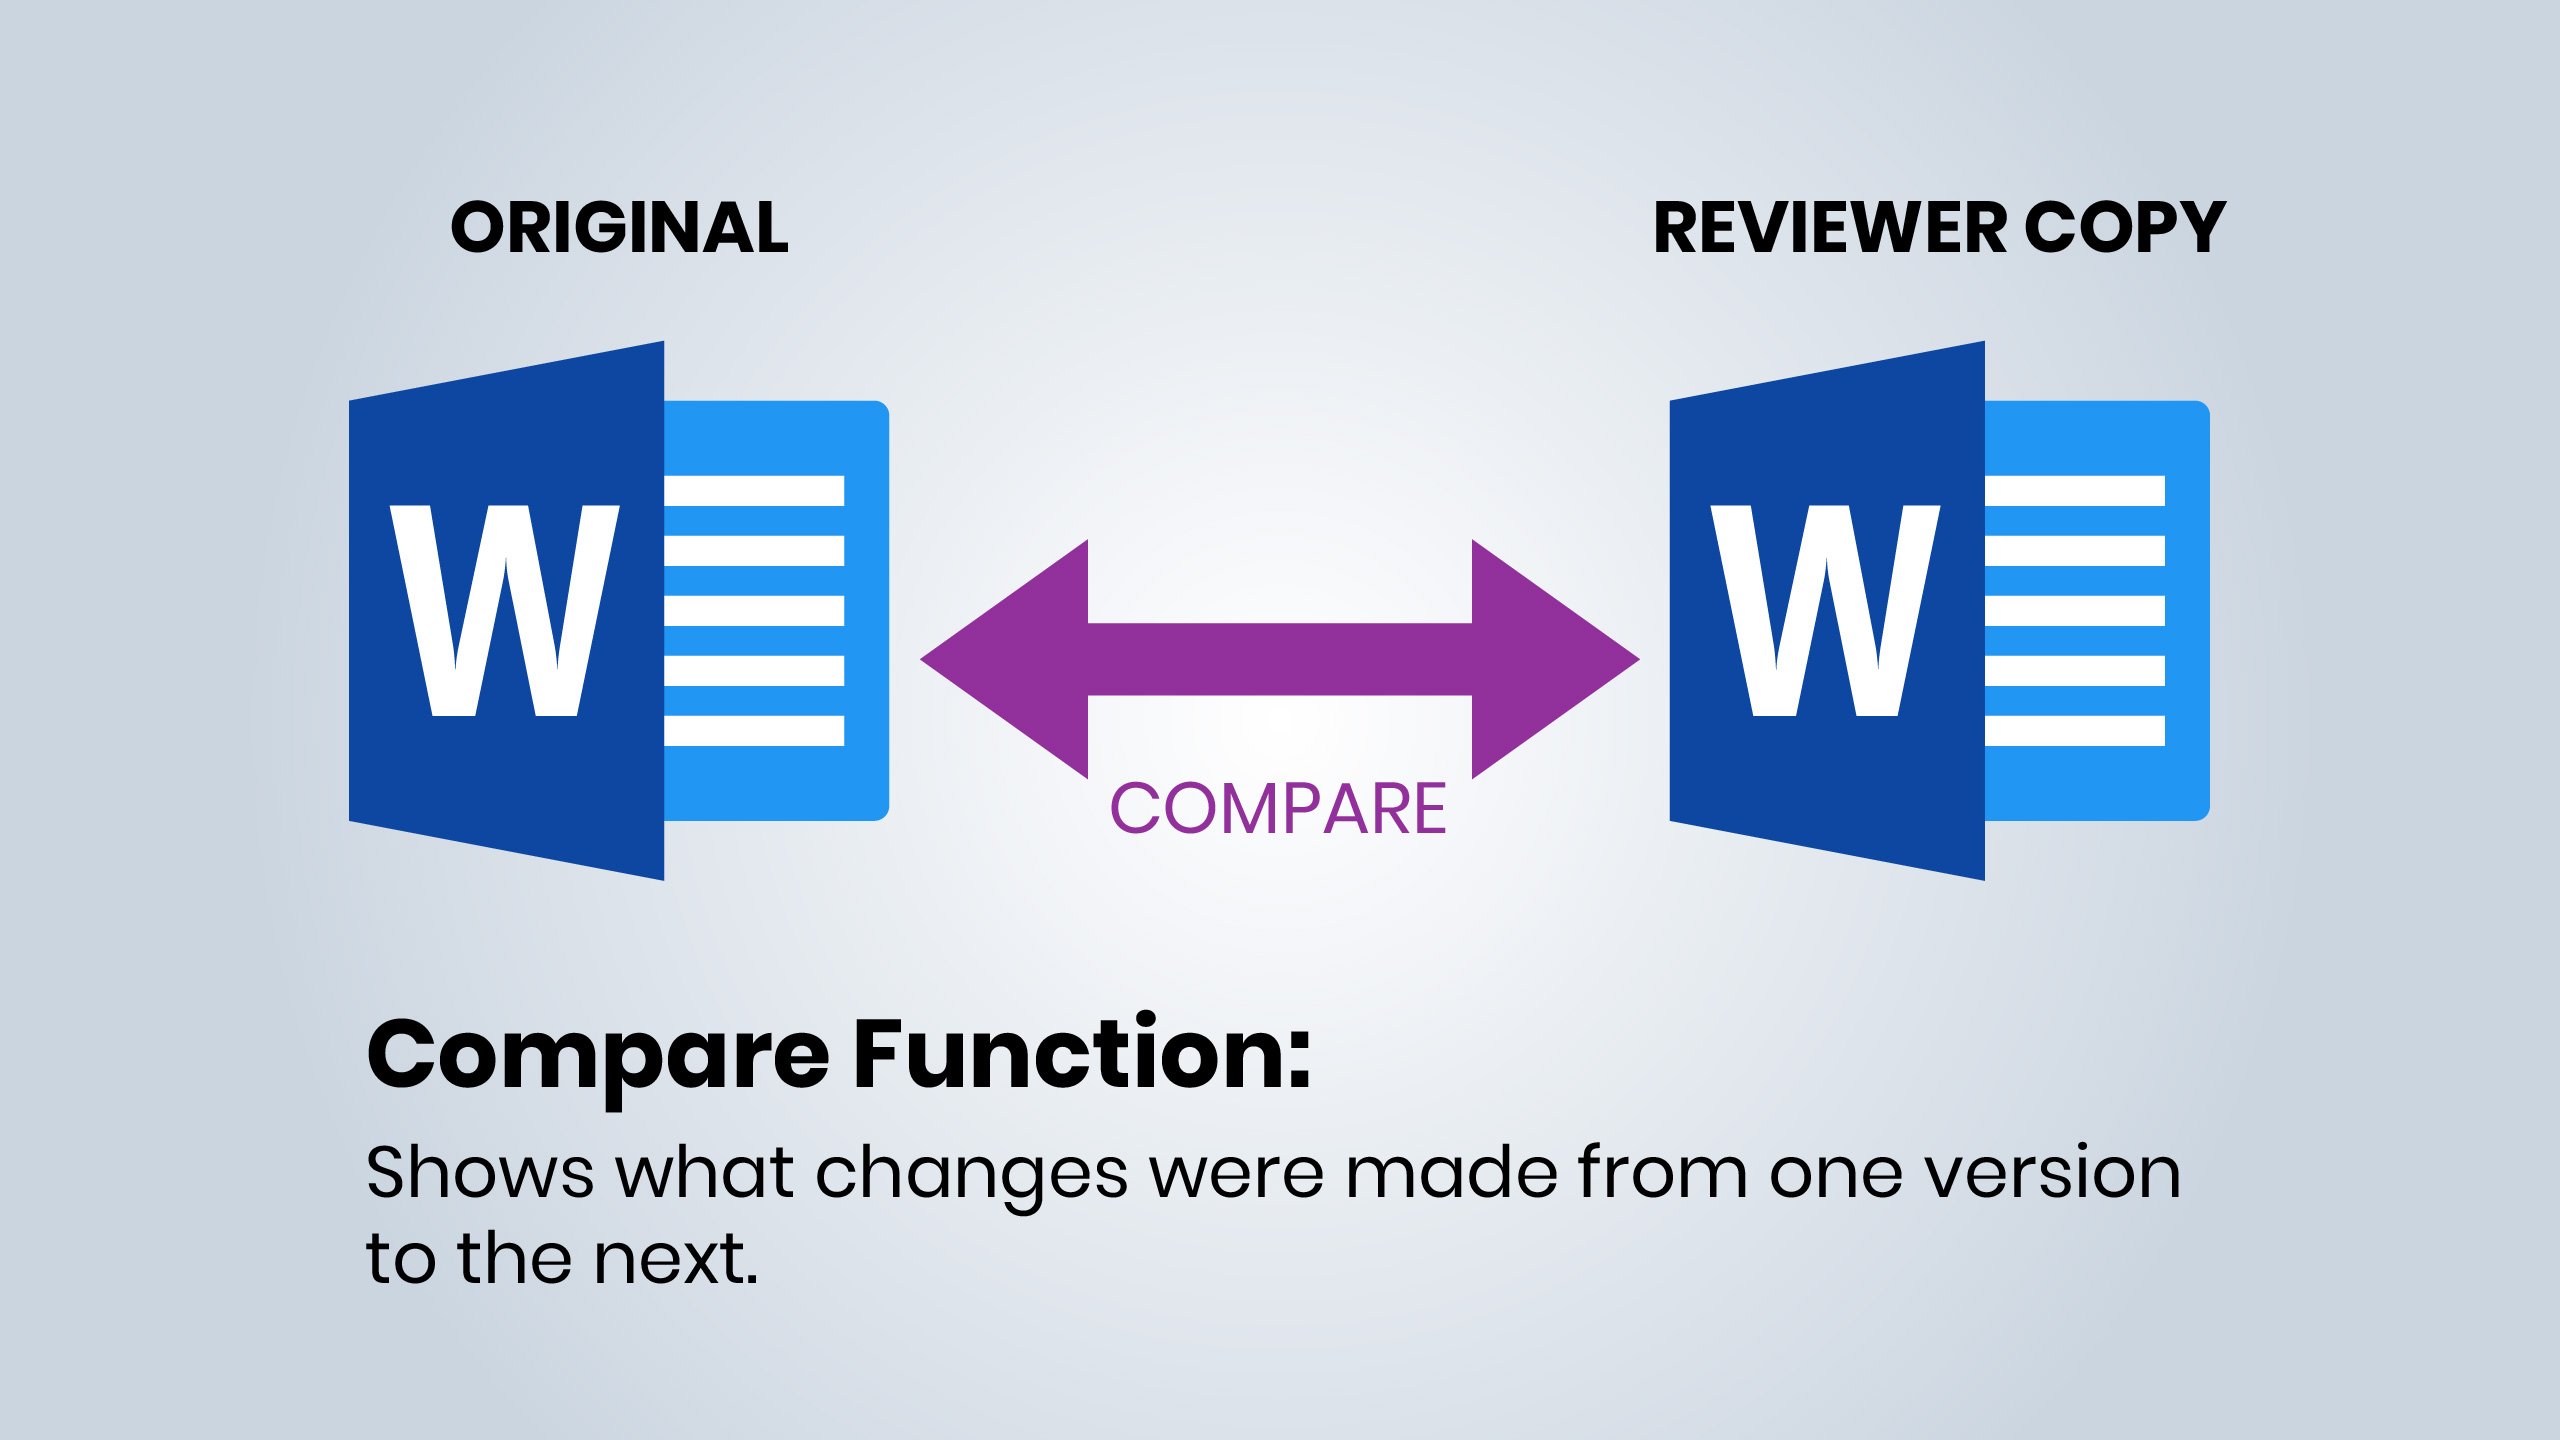 ORIGINAL
REVIEWER COPY
W
W
COMPARE
Compare Function:
Shows what changes were made from one version
to the next.